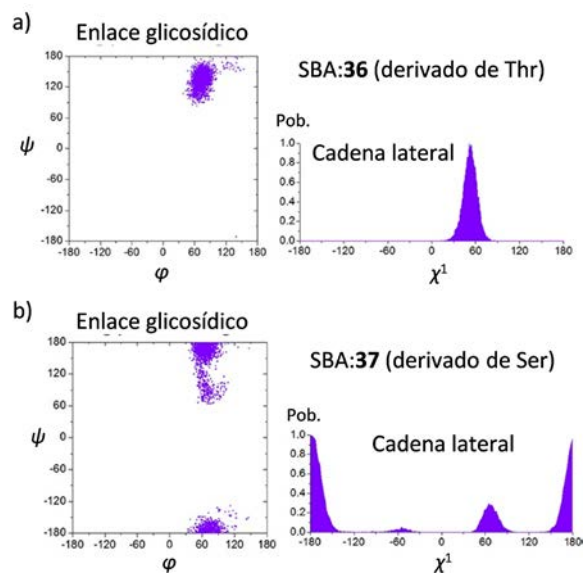 a)
Enlace glicosídico
SBA:36 (derivado de Thr)
180
120
60
0
-60
-120
-180
ψ
-180 -120 -60 0 60 120 180
φ
Pob.
Cadena lateral
1.0
0.8
0.6
0.4
0.2
0.0
-180 -120 -60 0 60 120 180
χ1
b)
Enlace glicosídico
SBA:37 (derivado de Ser)
180
120
60
0
-60
-120
-180
ψ
-180 -120 -60 0 60 120 180
φ
Pob.
Cadena lateral
1.0
0.8
0.6
0.4
0.2
0.0
-180 -120 -60 0 60 120 180
χ1